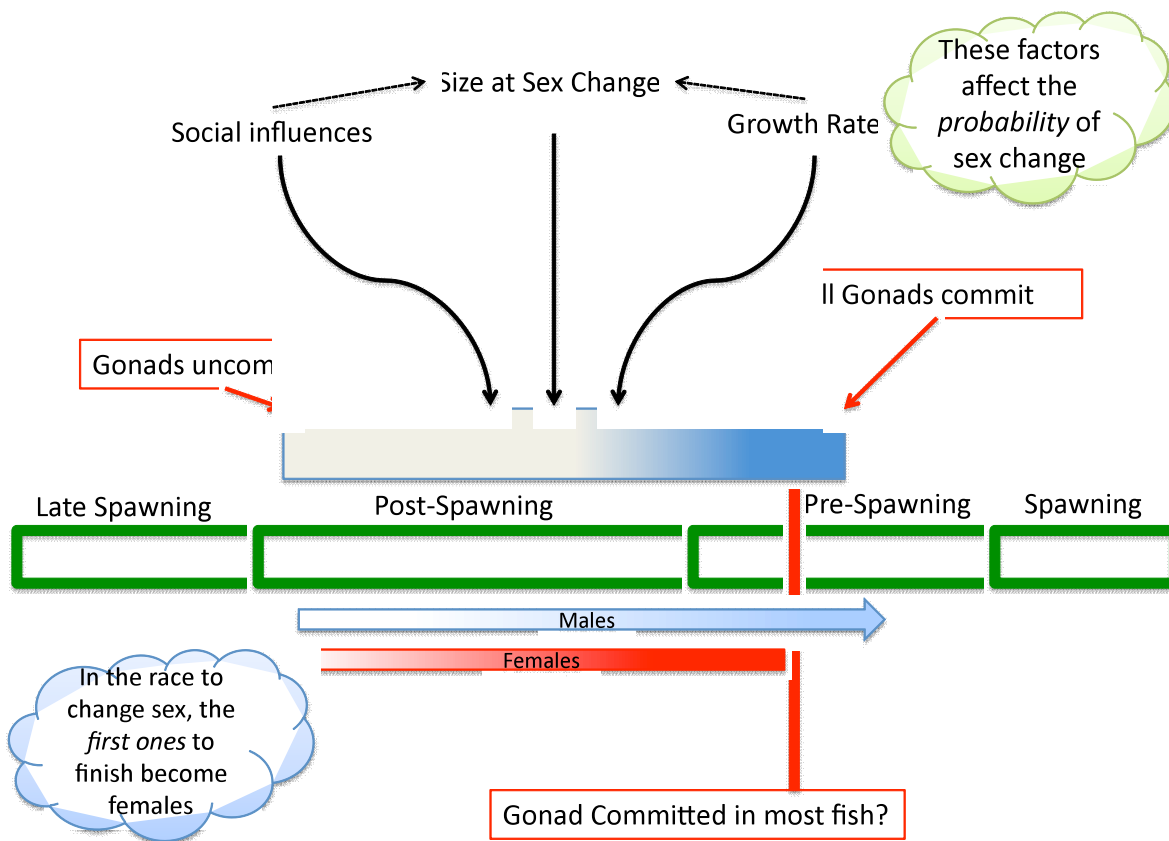 These factors
affect the
probability of
sex change
Size at Sex Change
Social influences
Growth Rate
ll Gonads commit
Gonads uncom
Late Spawning
Post-Spawning
Pre-Spawning
Spawning
Males
Females
In the race to
change sex, the
first ones to
finish become
females
Gonad Committed in most fish?